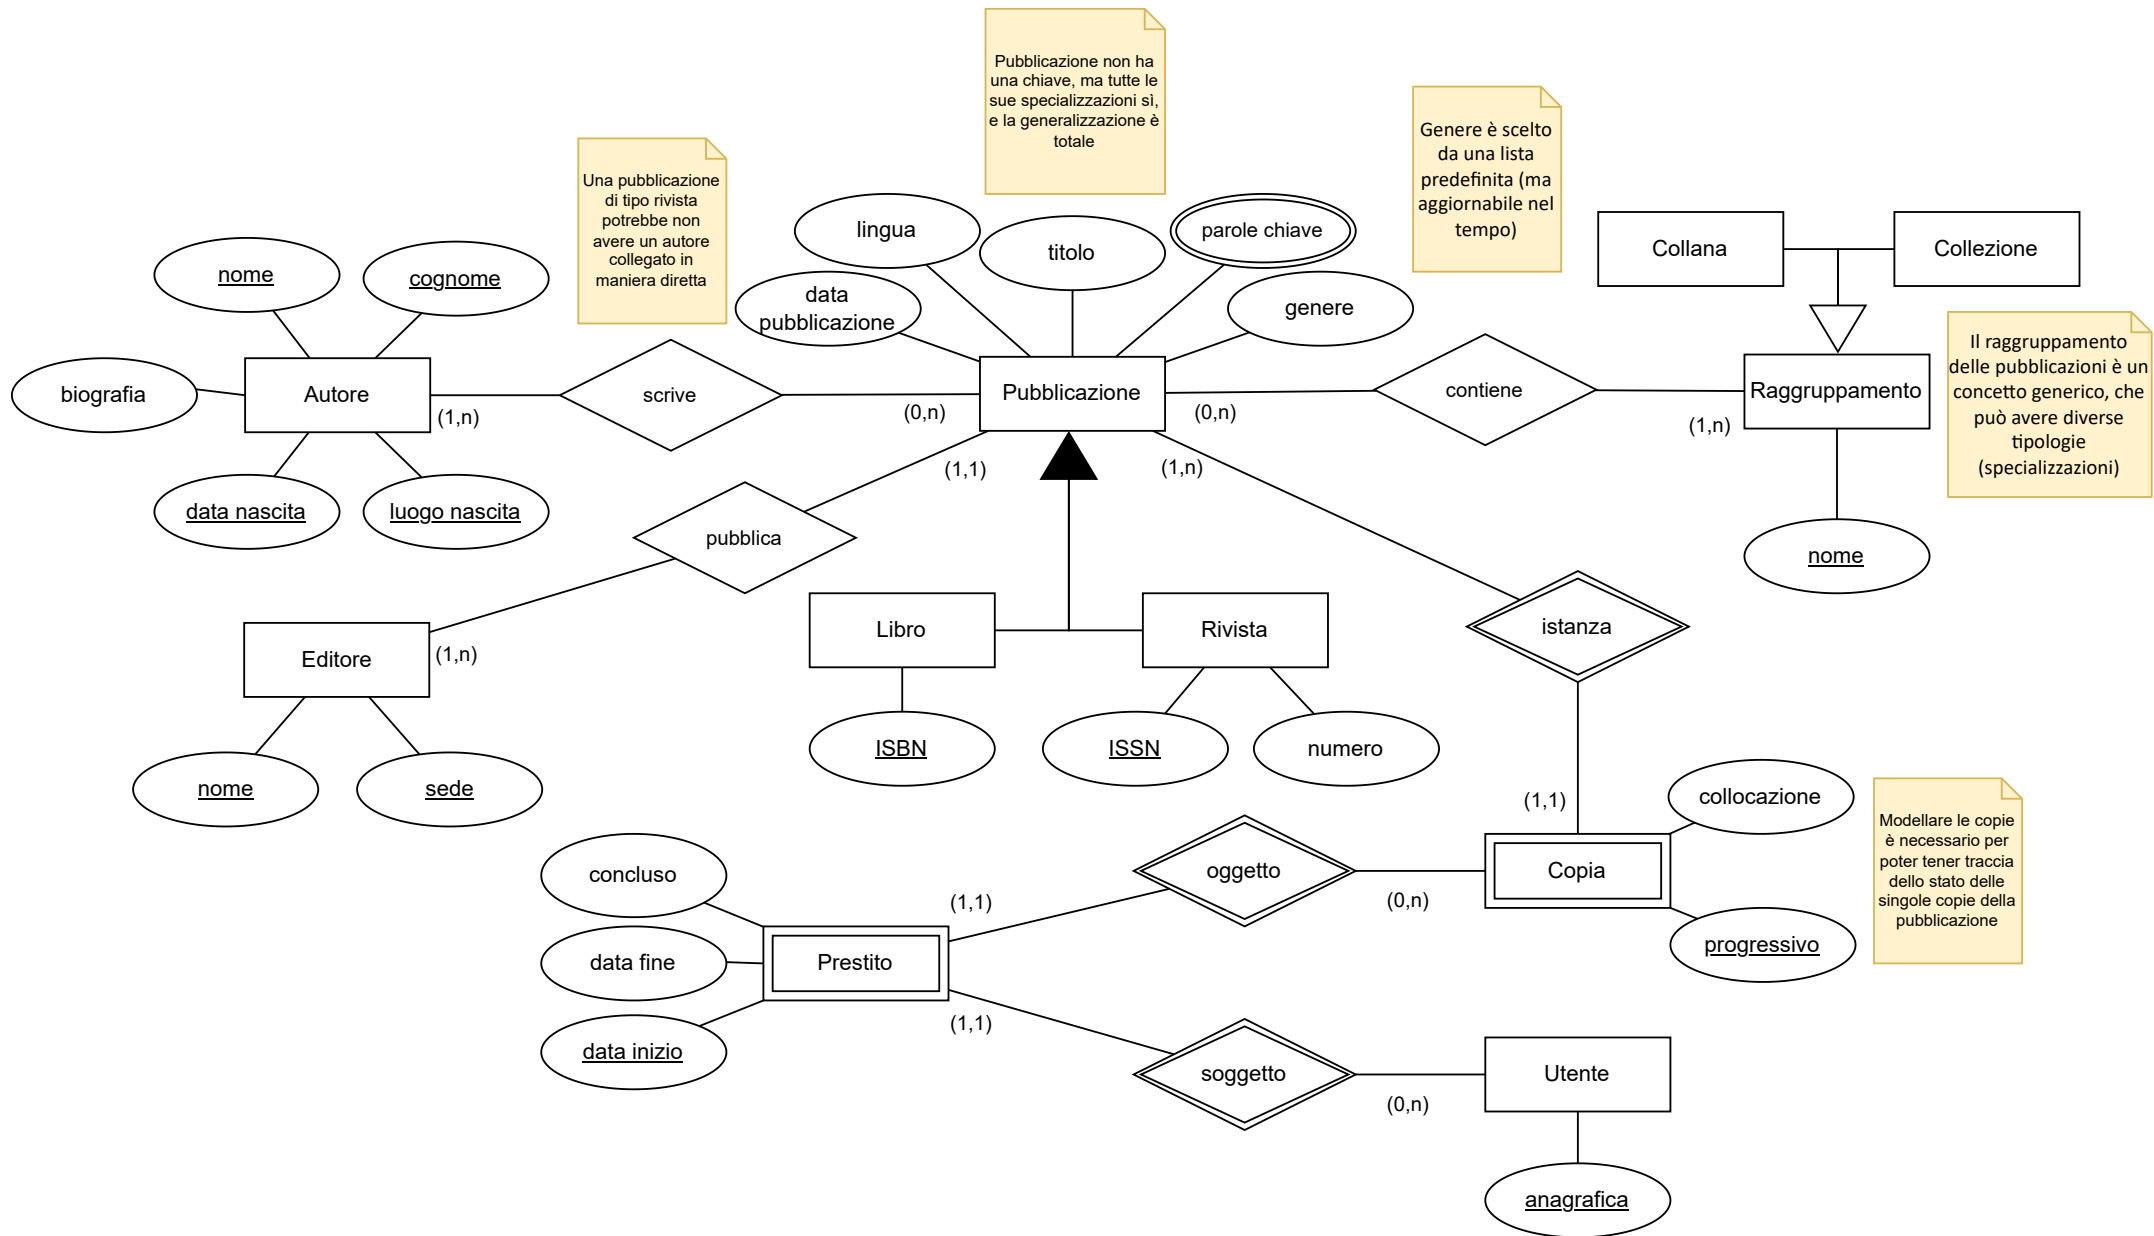 Pubblicazione non ha
una chiave, ma tutte le
sue specializzazioni sì,
e la generalizzazione è
totale
Genere è scelto
da una lista
predefinita (ma
aggiornabile nel
tempo)
Una pubblicazione
di tipo rivista
potrebbe non
avere un autore
collegato in
maniera diretta
lingua
titolo
parole chiave
data
pubblicazione
genere
Collana
Collezione
nome
cognome
biografia
Autore
(1,n)
scrive
(0,n)
Pubblicazione
(0,n)
contiene
(1,n)
Raggruppamento
Il raggruppamento
delle pubblicazioni è un
concetto generico, che
può avere diverse
tipologie
(specializzazioni)
data nascita
luogo nascita
(1,1)
(1,n)
pubblica
nome
Editore
(1,n)
Libro
Rivista
istanza
nome
sede
ISBN
ISSN
numero
(1,1)
collocazione
Modellare le copie
è necessario per
poter tener traccia
dello stato delle
singole copie della
pubblicazione
concluso
oggetto
Copia
(1,1)
(0,n)
progressivo
data fine
Prestito
(1,1)
data inizio
soggetto
Utente
(0,n)
anagrafica